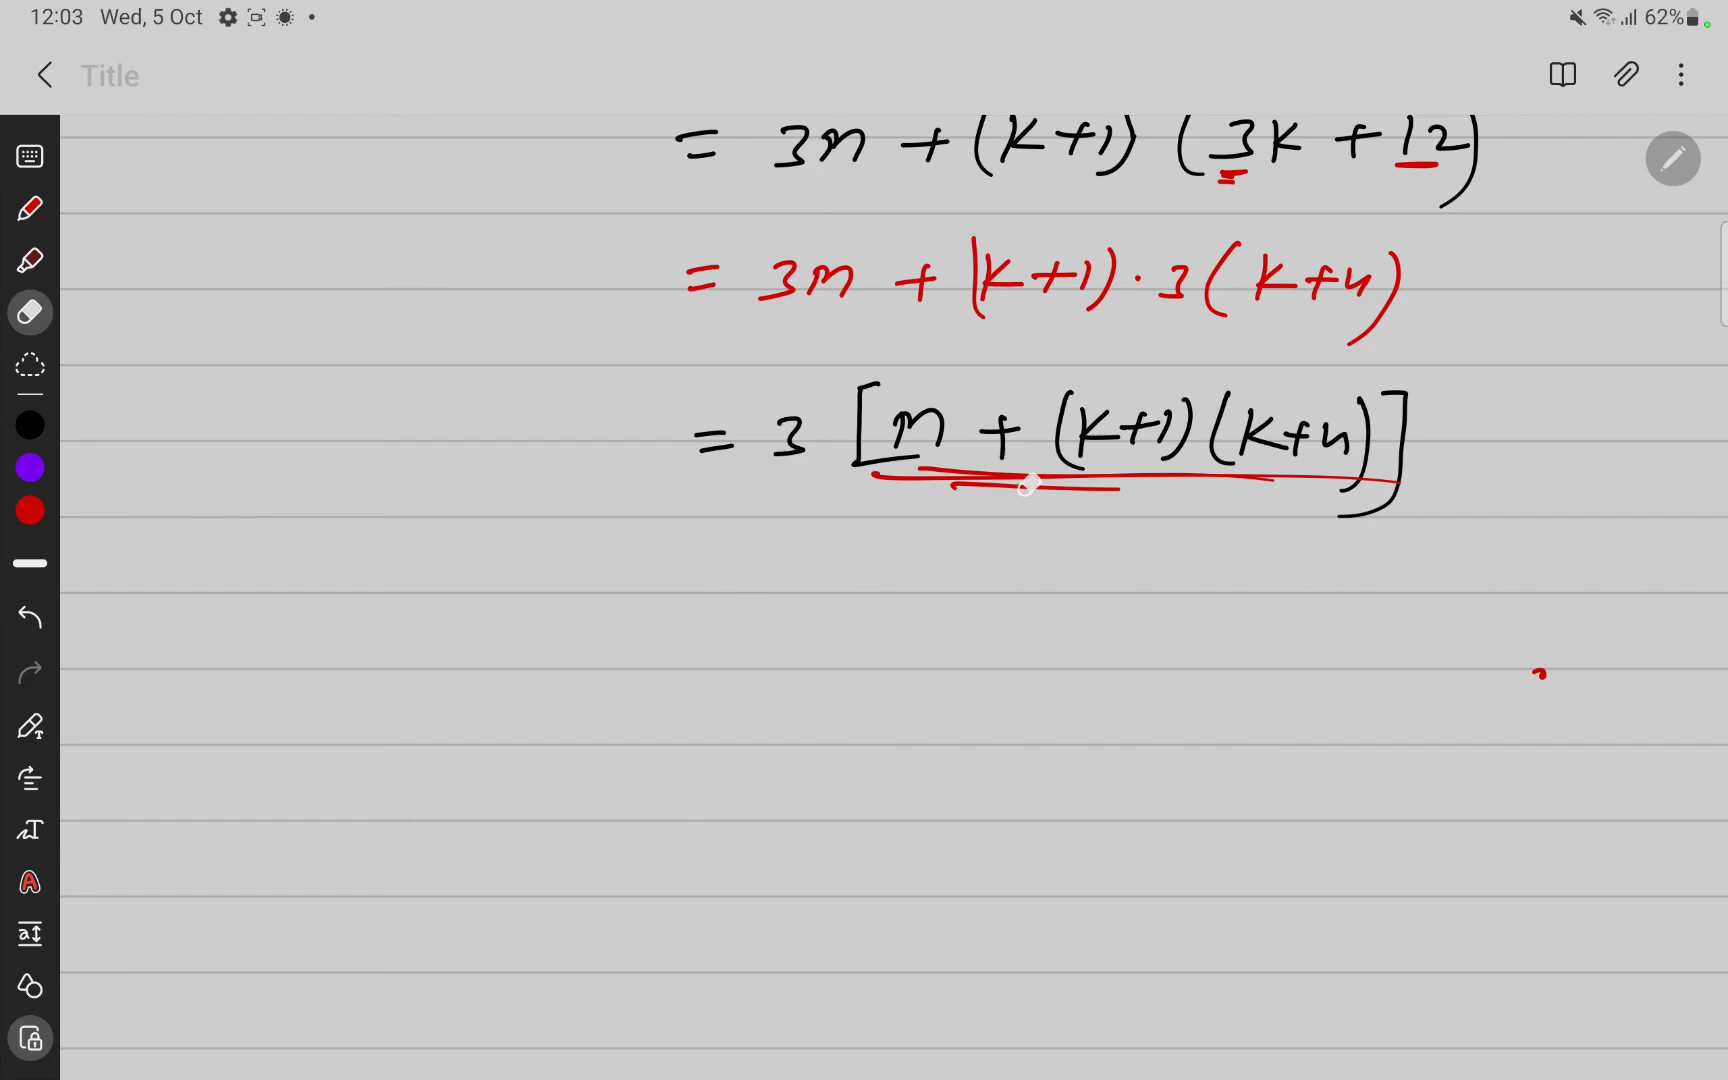 12:03 Wed, 5 Oct 62%
Title
= 3m + (k+1) (3k + 12)
= 3m + (k+1) · 3 (k+4)
= 3 [m + (k+1) (k+4)]